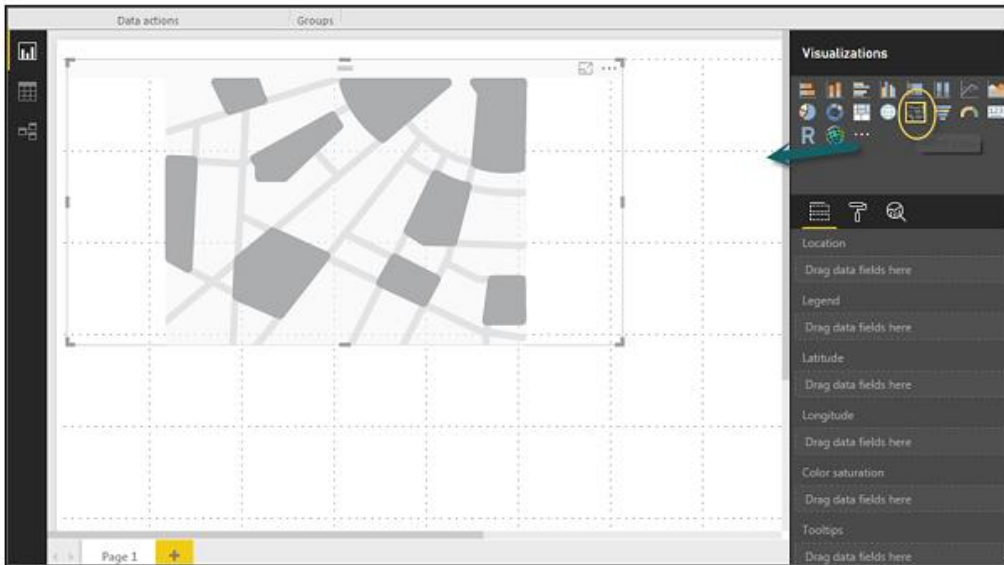 Data actions
Groups
Visualizations
R
Location
Drag data fields here
Legend
Drag data fields here
Latitude
Drag data fields here
Longitude
Drag data fields here
Color saturation
Drag data fields here
Tooltips
Drag data fields here
Page 1